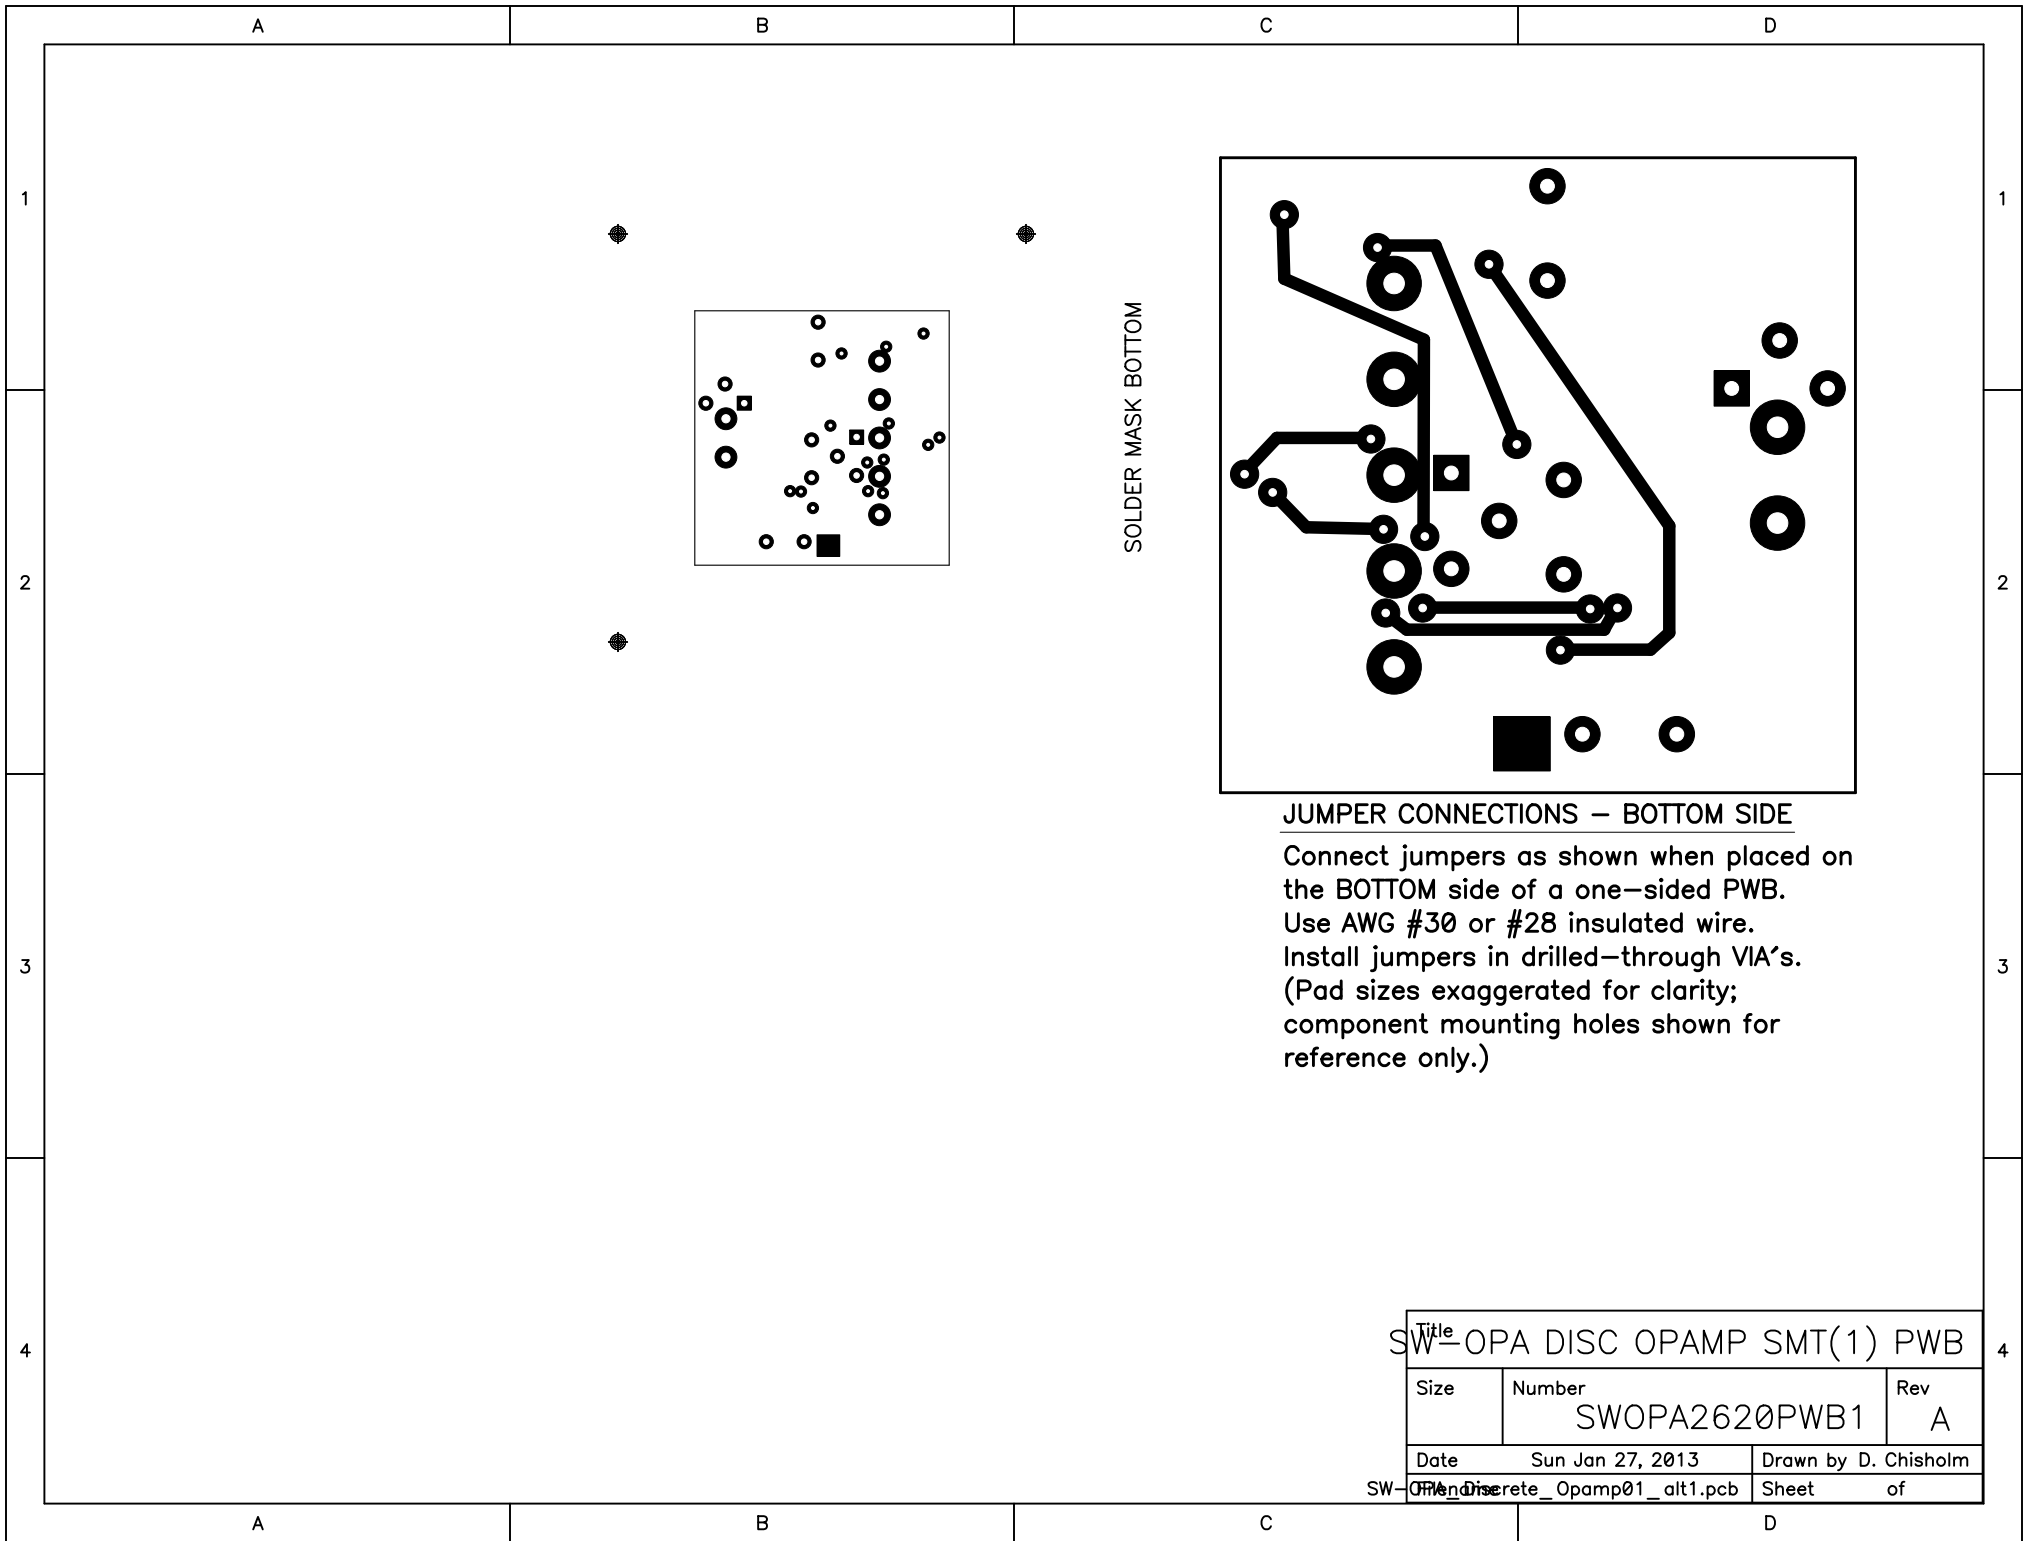 A
B
C
D
1
1
SOLDER MASK BOTTOM
2
2
JUMPER CONNECTIONS – BOTTOM SIDE
Connect jumpers as shown when placed on
the BOTTOM side of a one–sided PWB.
Use AWG #30 or #28 insulated wire.
Install jumpers in drilled–through VIA's.
(Pad sizes exaggerated for clarity;
component mounting holes shown for
reference only.)
3
3
4
4
Title
SW–OPA DISC OPAMP SMT(1) PWB
Size
Number
Rev
SWOPA2620PWB1
A
Date
Sun Jan 27, 2013
Drawn by D. Chisholm
Filename
SW–OPA_Discrete_Opamp01_alt1.pcb
Sheet of
A
B
C
D